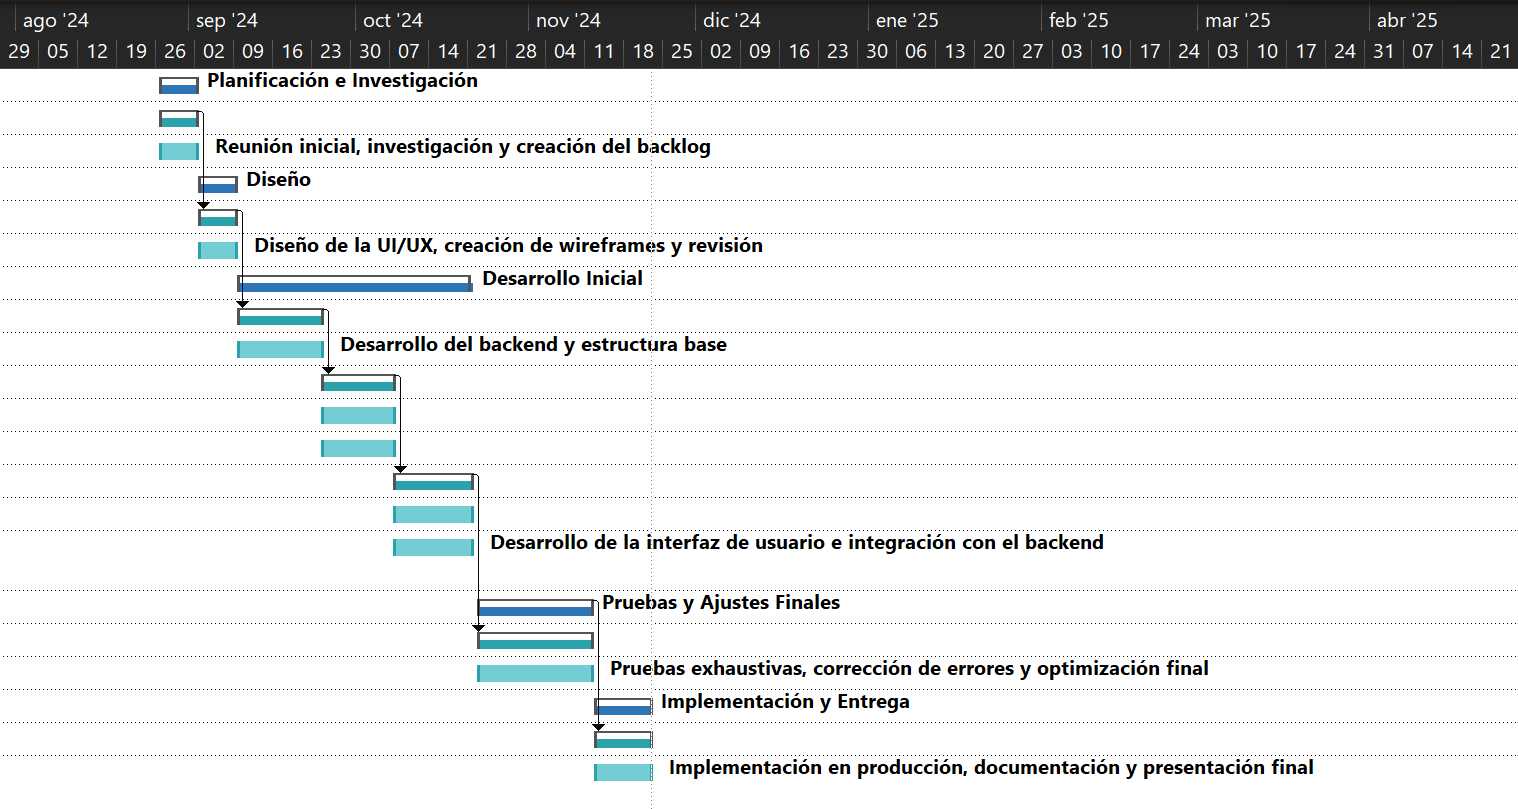 ago '24 sep '24 oct '24 nov '24 dic '24 ene '25 feb '25 mar '25 abr '25
29 05 12 19 26 02 09 16 23 30 07 14 21 28 04 11 18 25 02 09 16 23 30 06 13 20 27 03 10 17 24 03 10 17 24 31 07 14 21
Planificación e Investigación
Reunión inicial, investigación y creación del backlog
Diseño
Diseño de la UI/UX, creación de wireframes y revisión
Desarrollo Inicial
Desarrollo del backend y estructura base
Desarrollo de la interfaz de usuario e integración con el backend
Pruebas y Ajustes Finales
Pruebas exhaustivas, corrección de errores y optimización final
Implementación y Entrega
Implementación en producción, documentación y presentación final